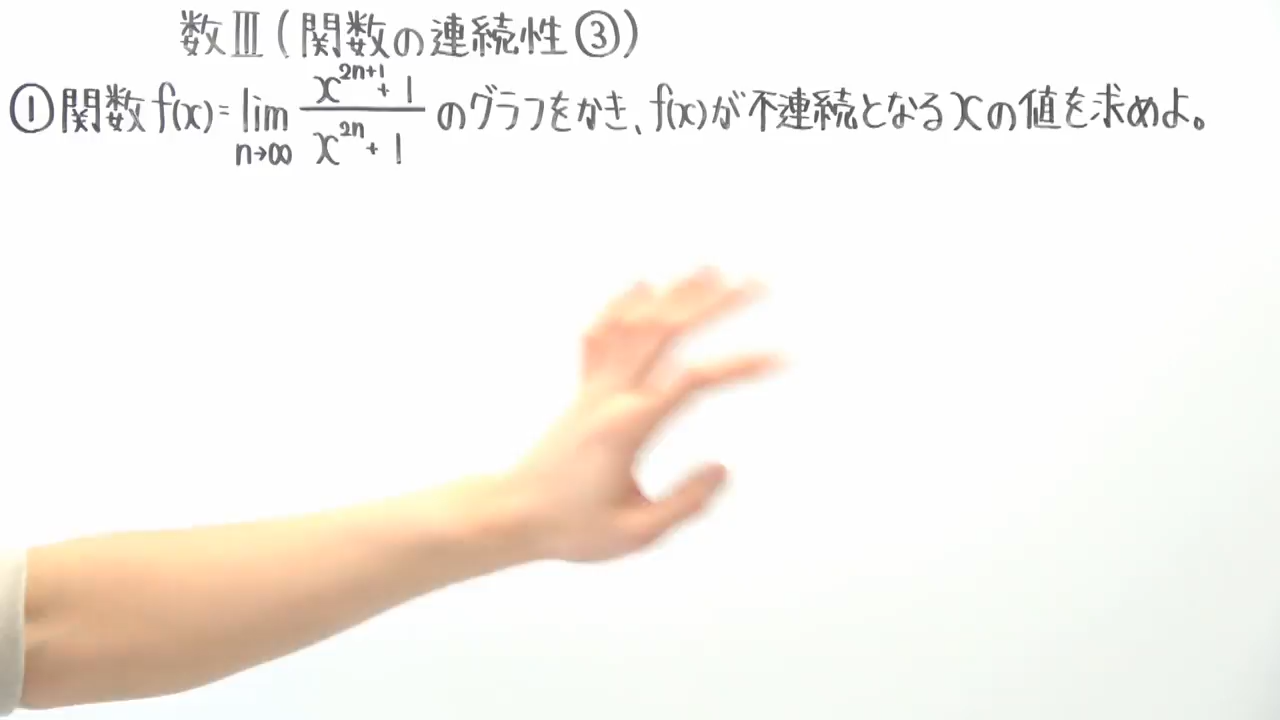 数Ⅲ(関数の連続性③)
①関数 f(x)=lim n→∞ x^{2n+1}+1 / x^{2n}+1 のグラフをかき、f(x)が不連続となるxの値を求めよ。